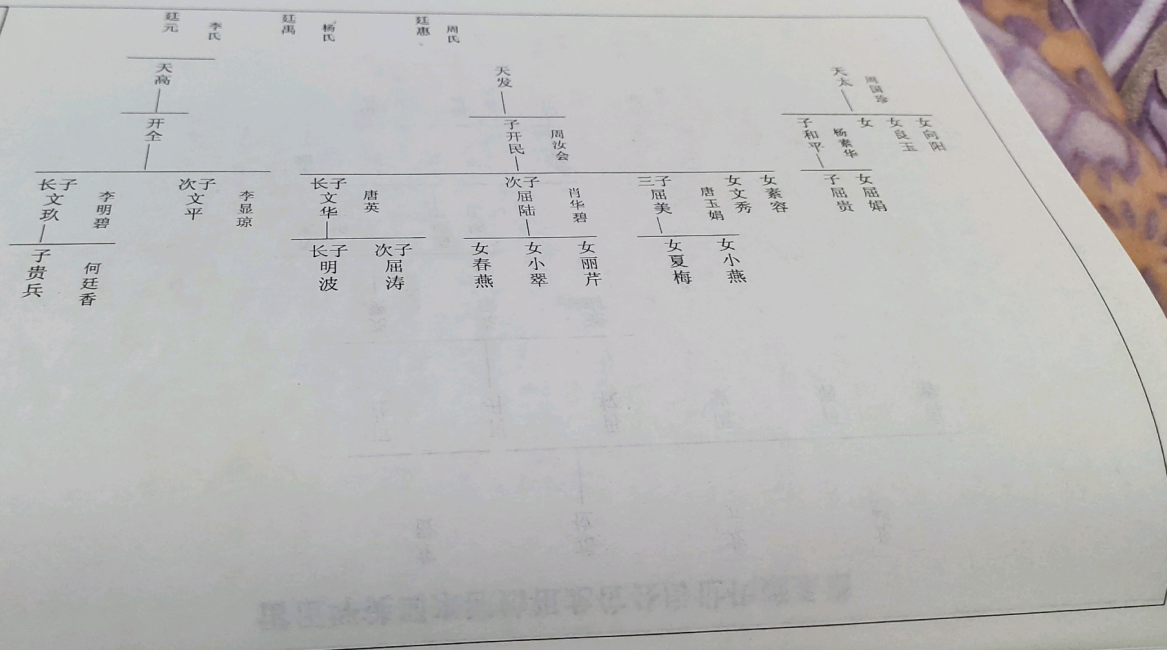 廷元
李氏
廷禹
杨氏
廷惠
周氏
天高
天发
天太
周国珍
开全
子开民
周汝会
子和平
杨素华
女
女良玉
女向阳
长子文玖
李明碧
次子文平
李显琼
长子文华
唐英
次子屈陆
肖华碧
三子屈美
唐玉娟
女文秀
女素容
子屈贵
女屈娟
子贵兵
何廷香
长子明波
次子屈涛
女春燕
女小翠
女丽芹
女夏梅
女小燕